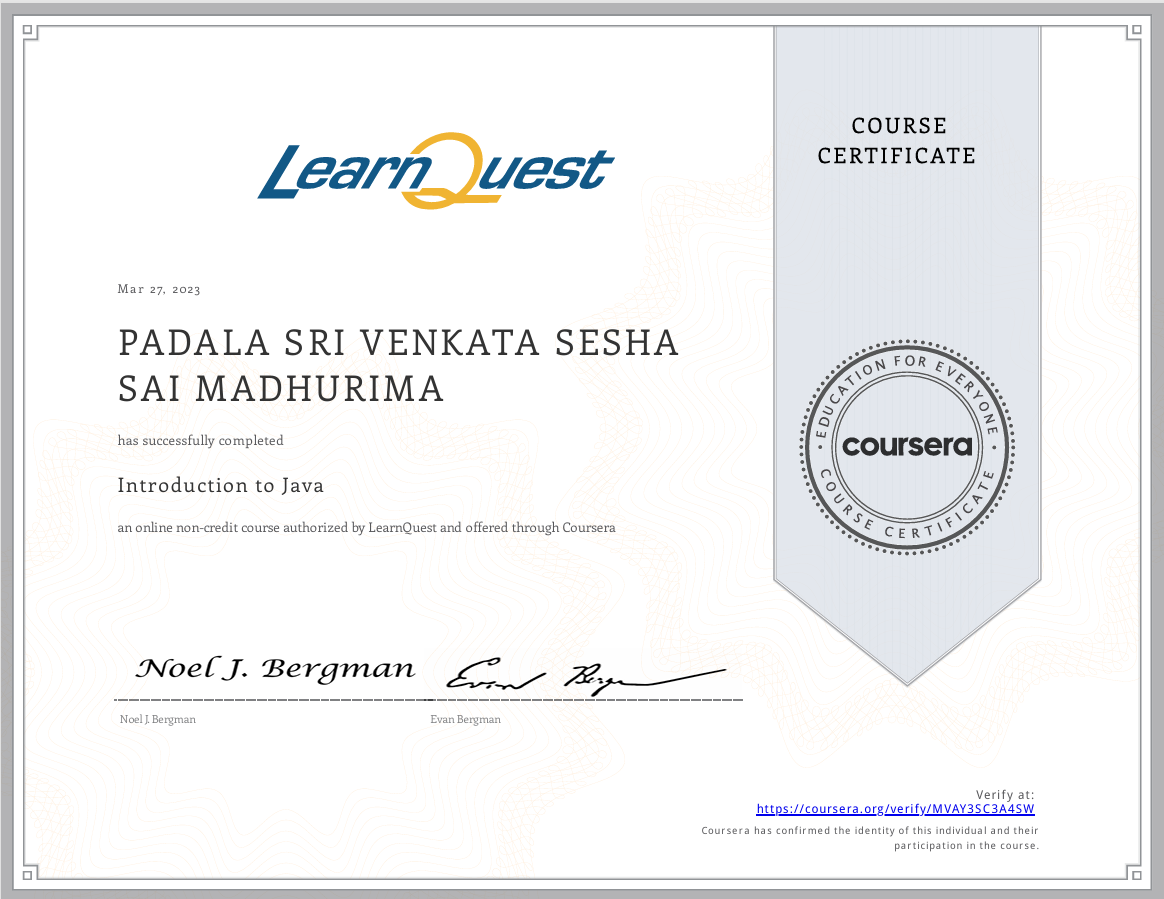 COURSE
CERTIFICATE
LearnQuest
Mar 27, 2023
PADALA SRI VENKATA SESHA
SAI MADHURIMA
has successfully completed
Introduction to Java
an online non-credit course authorized by LearnQuest and offered through Coursera
EDUCATION FOR EVERYONE
coursera
COURSE CERTIFICATE
Noel J. Bergman
Evan Berg
Noel J. Bergman
Evan Bergman
Verify at:
https://coursera.org/verify/MVAY3SC3A4SW
Coursera has confirmed the identity of this individual and their
participation in the course.